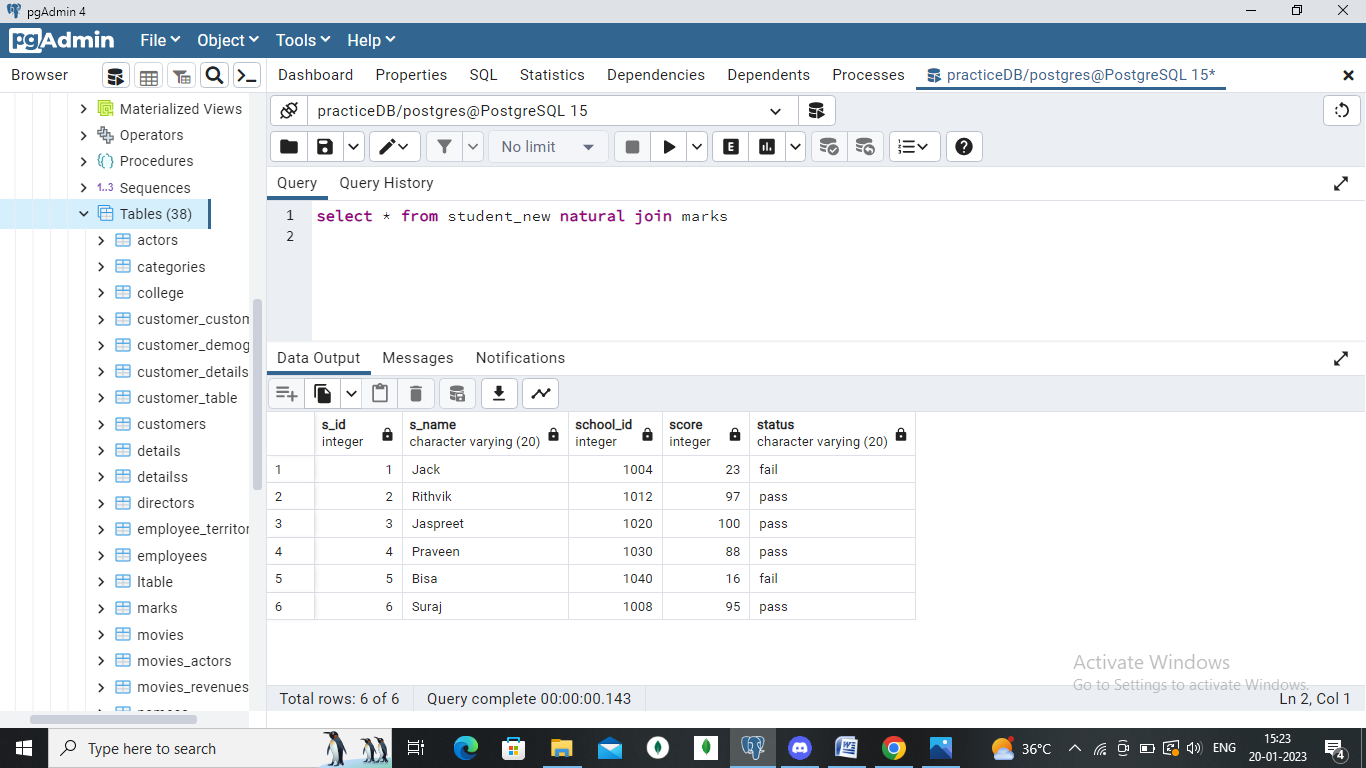 pgAdmin 4
pgAdmin File Object Tools Help
Browser
Dashboard Properties SQL Statistics Dependencies Dependents Processes practiceDB/postgres@PostgreSQL 15*
practiceDB/postgres@PostgreSQL 15
No limit
E
Query Query History
1 select * from student_new natural join marks
2
Materialized Views
Operators
Procedures
1..3 Sequences
Tables (38)
actors
categories
college
customer_custom
customer_demog
customer_details
customer_table
customers
details
detailss
directors
employee_territor
employees
ltable
marks
movies
movies_actors
movies_revenues
Data Output Messages Notifications
s_id integer
s_name character varying (20)
school_id integer
score integer
status character varying (20)
1 1 Jack 1004 23 fail
2 2 Rithvik 1012 97 pass
3 3 Jaspreet 1020 100 pass
4 4 Praveen 1030 88 pass
5 5 Bisa 1040 16 fail
6 6 Suraj 1008 95 pass
Activate Windows
Go to Settings to activate Windows.
Total rows: 6 of 6 Query complete 00:00:00.143 Ln 2, Col 1
Type here to search
36°C ENG 15:23
20-01-2023
4